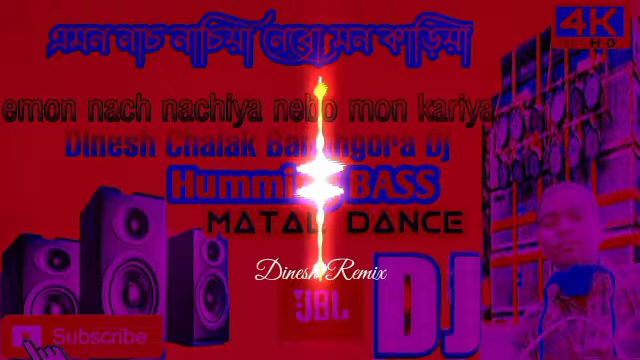 এমন নাচ নাচিয়া নেবো মন কাড়িয়া
4K
HD
emon nach nachiya nebo mon kariya
Dinesh Chalak Dj
BASS
MATAL DANCE
Dinesh Remix
DJ
JBL
Subscribe